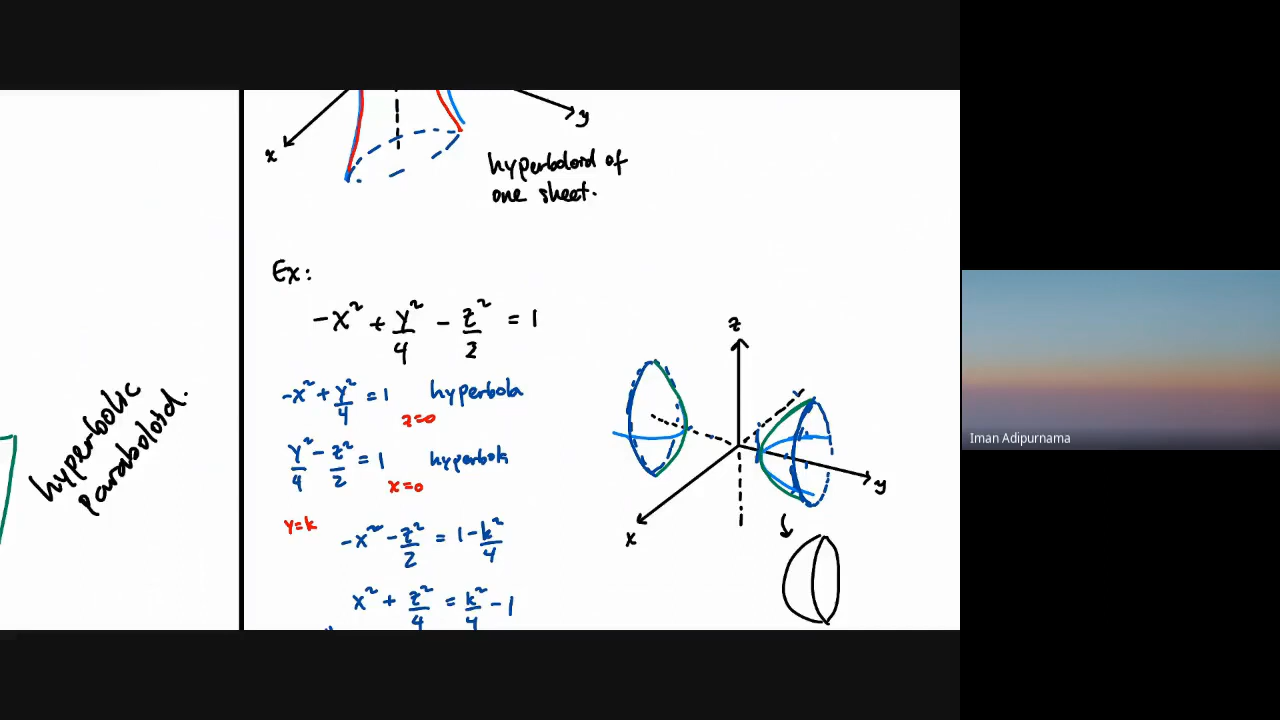 x
y
hyperboloid of
one sheet.
Ex:
-x² + y²/4 - z²/2 = 1
-x² + y²/4 = 1 hyperbola
z=0
y²/4 - z²/2 = 1 hyperbola
x=0
y=k
-x² - z²/2 = 1 - k²/4
x² + z²/4 = k²/4 - 1
hyperbolic
paraboloid.
z
y
x
Iman Adipurnama